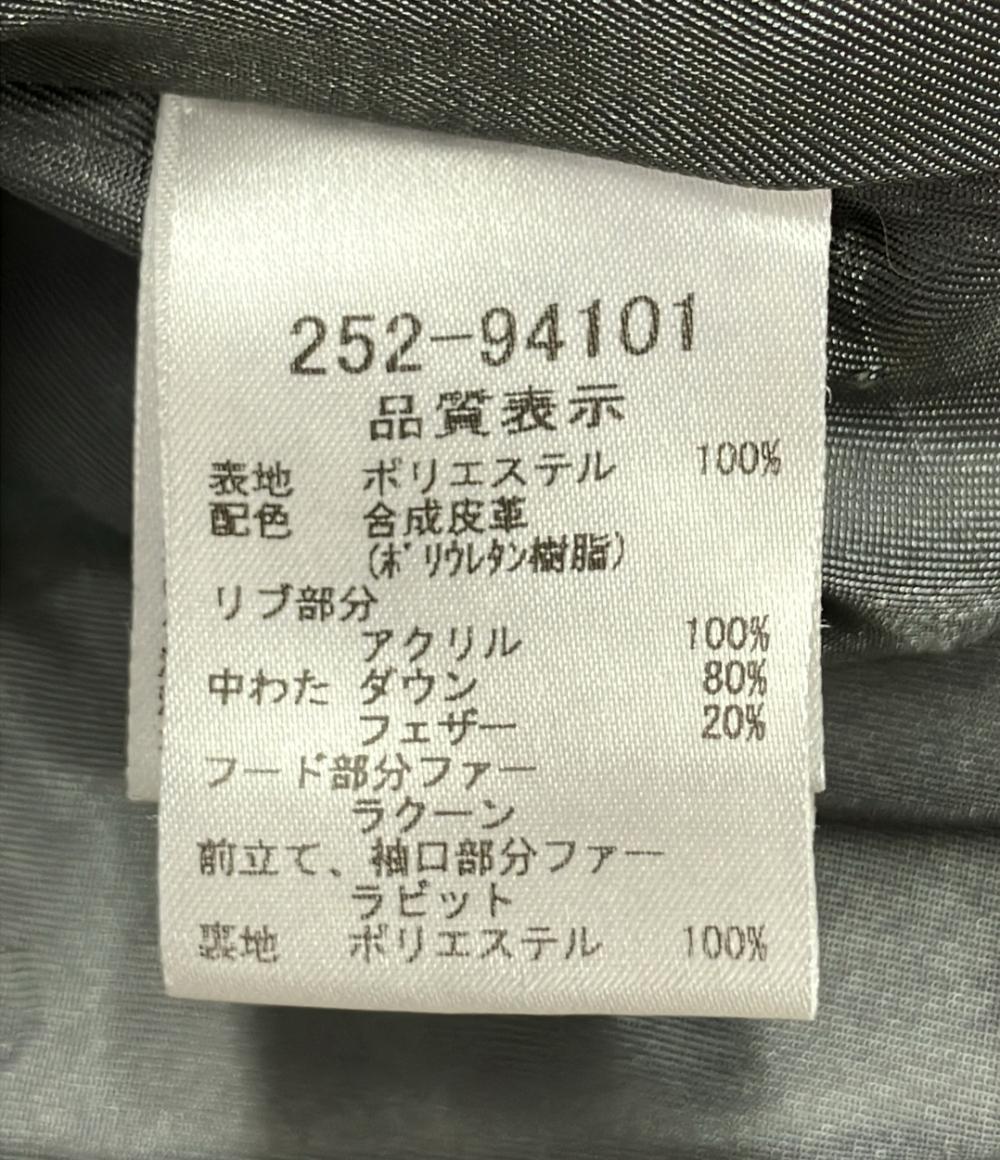 252-94101
品質表示
表地 ポリエステル 100%
配色 合成皮革
(ポリウレタン樹脂)
リブ部分
アクリル 100%
中わた ダウン 80%
フェザー 20%
フード部分ファー
ラクーン
前立て、袖口部分ファー
ラビット
裏地 ポリエステル 100%